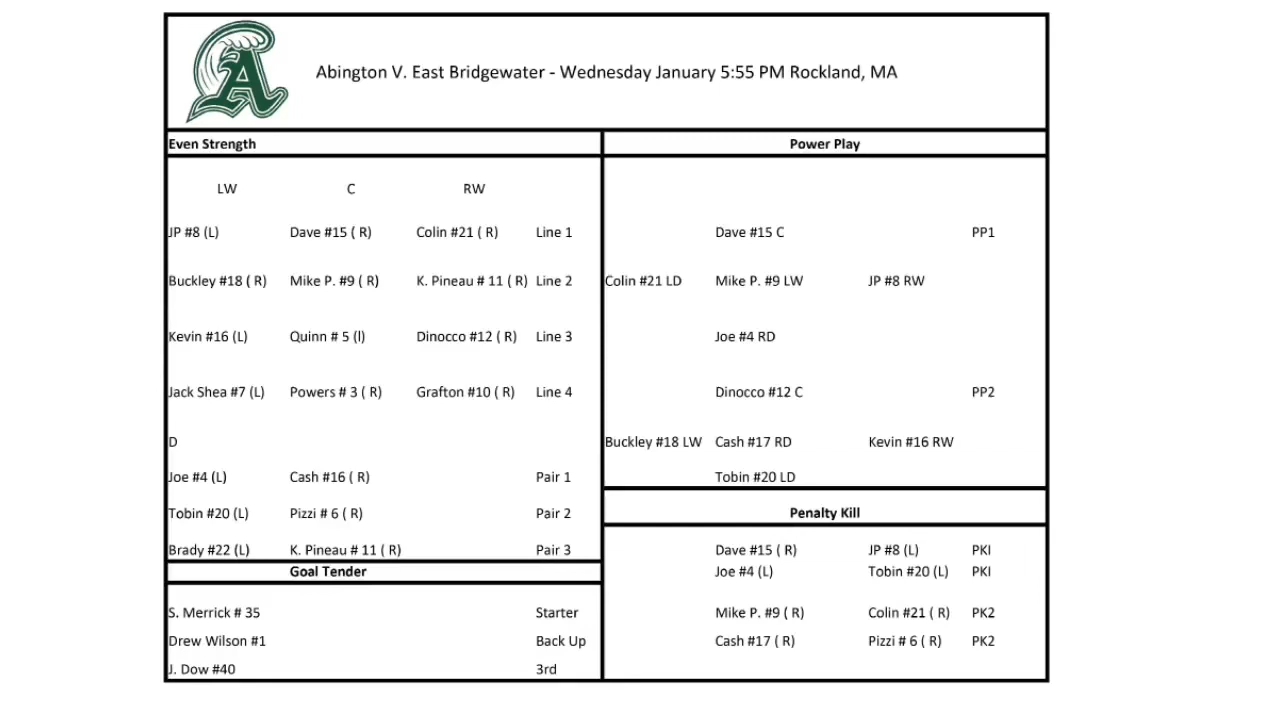 A
Abington V. East Bridgewater - Wednesday January 5:55 PM Rockland, MA
Even Strength
LW C RW
JP #8 (L) Dave #15 ( R) Colin #21 ( R) Line 1
Buckley #18 ( R) Mike P. #9 ( R) K. Pineau # 11 ( R) Line 2
Kevin #16 (L) Quinn # 5 (l) Dinocco #12 ( R) Line 3
Jack Shea #7 (L) Powers # 3 ( R) Grafton #10 ( R) Line 4
D
Joe #4 (L) Cash #16 ( R) Pair 1
Tobin #20 (L) Pizzi # 6 ( R) Pair 2
Brady #22 (L) K. Pineau # 11 ( R) Pair 3
Goal Tender
S. Merrick # 35 Starter
Drew Wilson #1 Back Up
J. Dow #40 3rd
Power Play
Dave #15 C PP1
Colin #21 LD Mike P. #9 LW JP #8 RW
Joe #4 RD
Dinocco #12 C PP2
Buckley #18 LW Cash #17 RD Kevin #16 RW
Tobin #20 LD
Penalty Kill
Dave #15 ( R) JP #8 (L) PKI
Joe #4 (L) Tobin #20 (L) PKI
Mike P. #9 ( R) Colin #21 ( R) PK2
Cash #17 ( R) Pizzi # 6 ( R) PK2